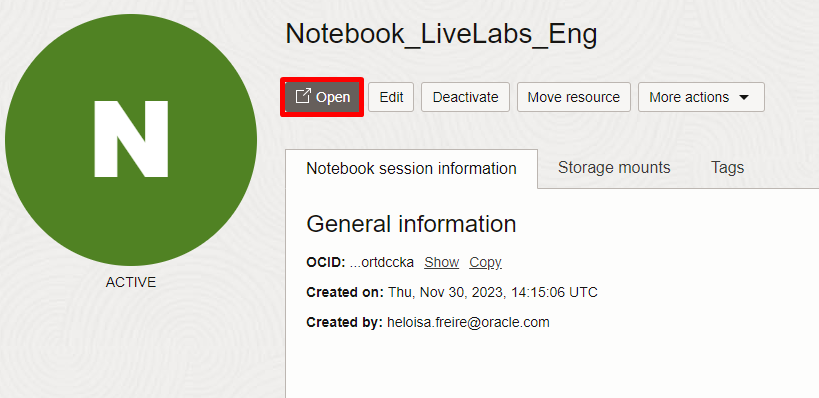 N
ACTIVE
Notebook_LiveLabs_Eng
Open Edit Deactivate Move resource More actions
Notebook session information Storage mounts Tags
General information
OCID: ...ortdccka Show Copy
Created on: Thu, Nov 30, 2023, 14:15:06 UTC
Created by: heloisa.freire@oracle.com